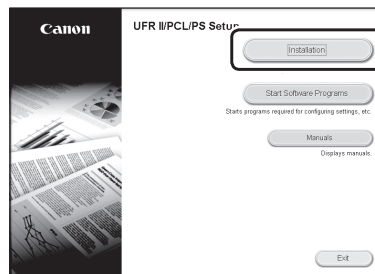 Canon
UFR II/PCL/PS Setup
Installation
Start Software Programs
Starts programs required for configuring settings, etc.
Manuals
Displays manuals.
Exit